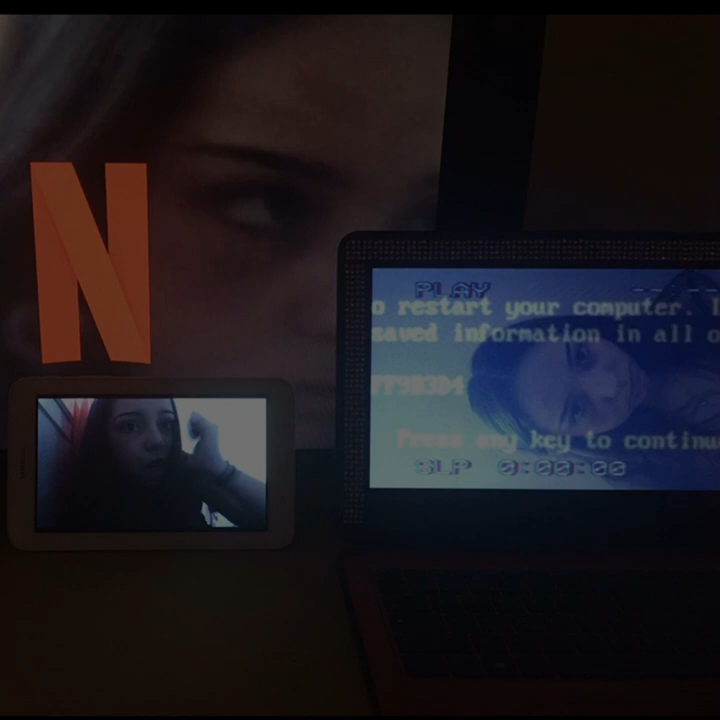 N
PLAY
o restart your computer.
saved information in all o
Press any key to continu
SLP 0:00:00